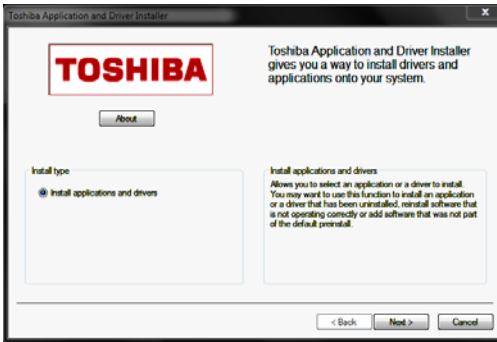 Toshiba Application and Driver Installer
x
TOSHIBA
Toshiba Application and Driver Installer
gives you a way to install drivers and
applications onto your system.
About
Install type
Install applications and drivers
Install applications and drivers
Allows you to select an application or a driver to install.
You may want to use this function to install an application
or a driver that has been uninstalled, reinstall software that
is not operating correctly or add software that was not part
of the default preinstall.
< Back
Next >
Cancel